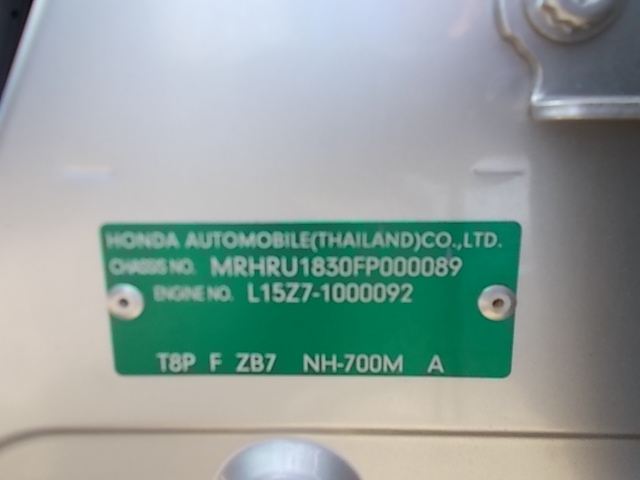 HONDA AUTOMOBILE(THAILAND)CO.,LTD.
CHASSIS NO. MRHRU1830FP000089
ENGINE NO. L15Z7-1000092
T8P F ZB7 NH-700M A